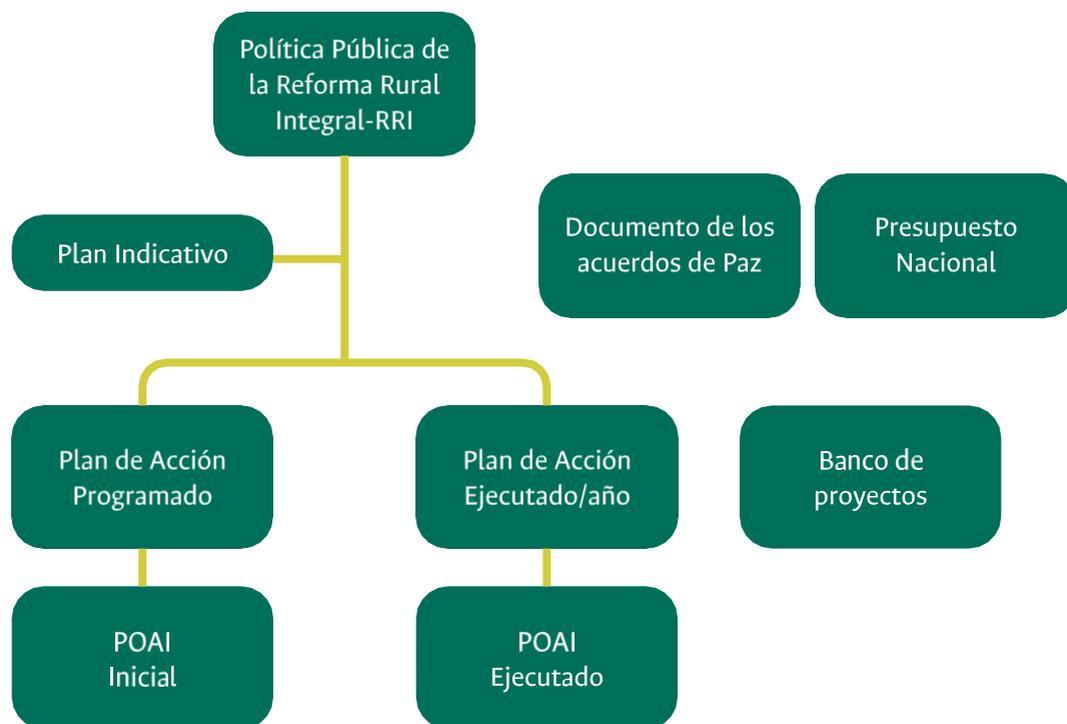 Política Pública de
la Reforma Rural
Integral-RRI
Plan Indicativo
Documento de los
acuerdos de Paz
Presupuesto
Nacional
Plan de Acción
Programado
Plan de Acción
Ejecutado/año
Banco de
proyectos
POAI
Inicial
POAI
Ejecutado